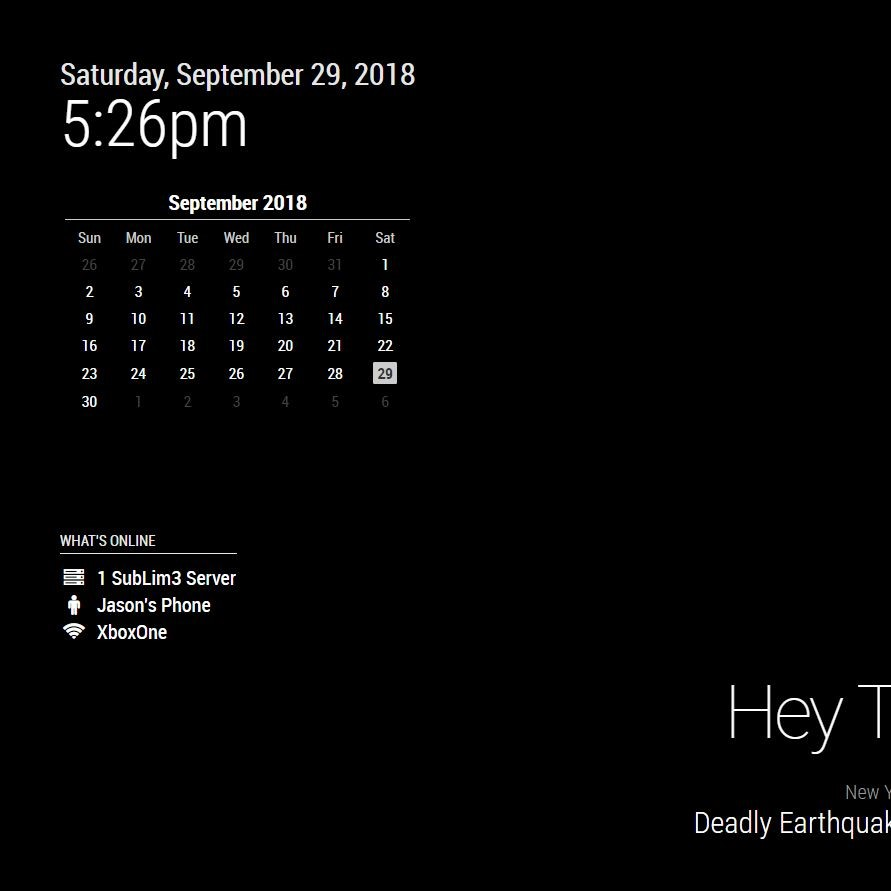 Saturday, September 29, 2018
5:26pm
September 2018
Sun Mon Tue Wed Thu Fri Sat
26 27 28 29 30 31 1
2 3 4 5 6 7 8
9 10 11 12 13 14 15
16 17 18 19 20 21 22
23 24 25 26 27 28 29
30 1 2 3 4 5 6
WHAT'S ONLINE
1 SubLim3 Server
Jason's Phone
XboxOne
Hey T
New Y
Deadly Earthquak